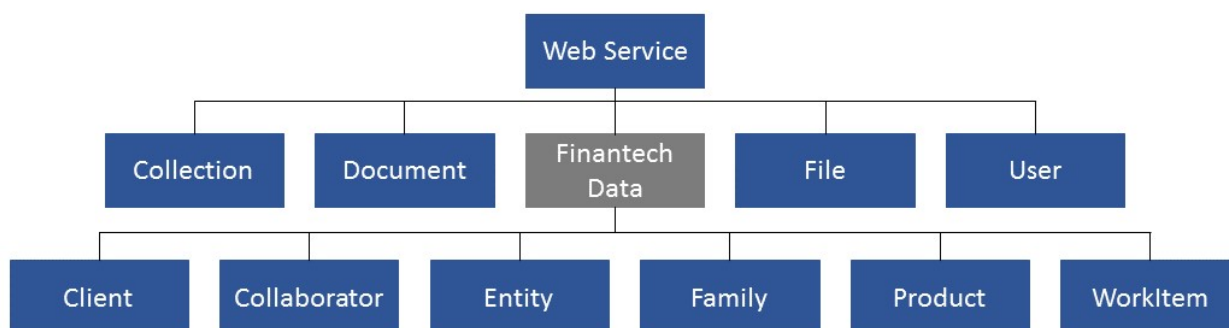 Web Service
Collection
Document
Finantech
Data
File
User
Client
Collaborator
Entity
Family
Product
WorkItem